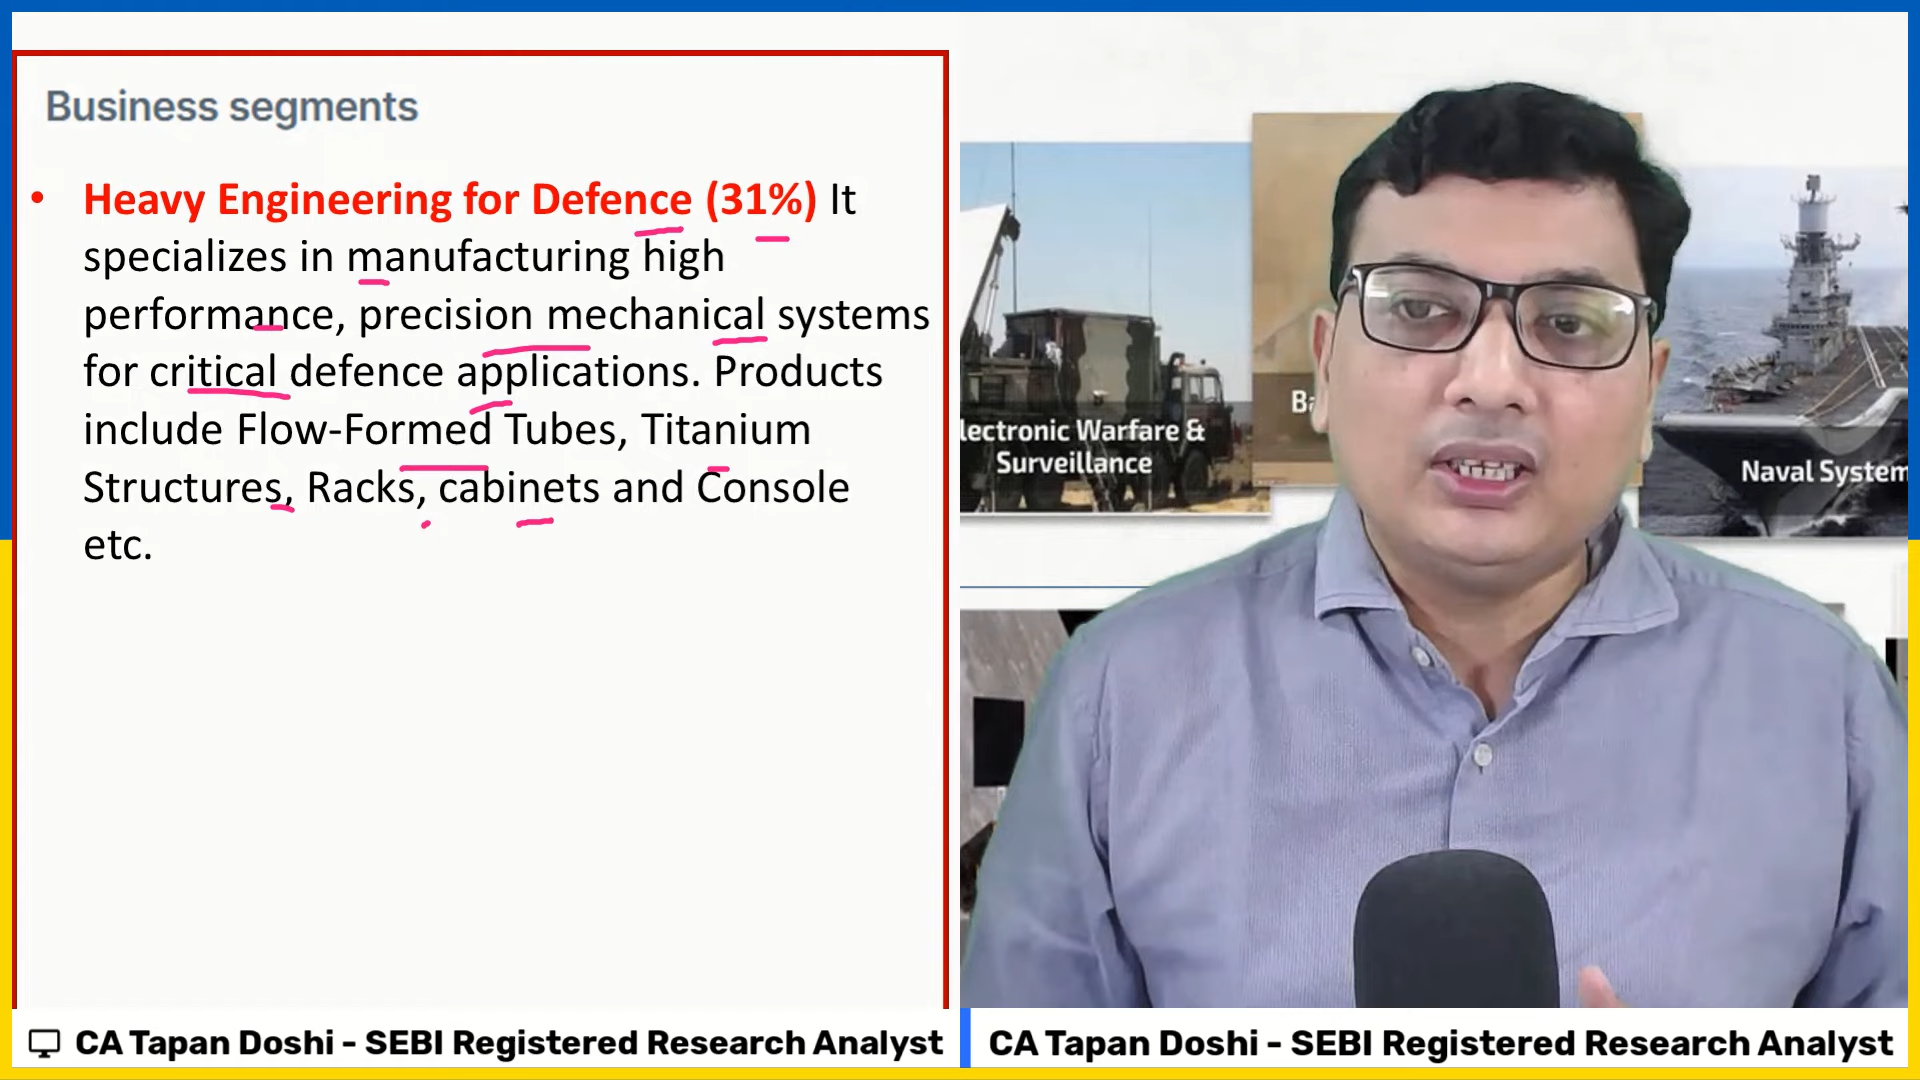 Business segments
• Heavy Engineering for Defence (31%) It
specializes in manufacturing high
performance, precision mechanical systems
for critical defence applications. Products
include Flow-Formed Tubes, Titanium
Structures, Racks, cabinets and Console
etc.
lectronic Warfare &
Surveillance
Ba
Naval System
CA Tapan Doshi - SEBI Registered Research Analyst
CA Tapan Doshi - SEBI Registered Research Analyst